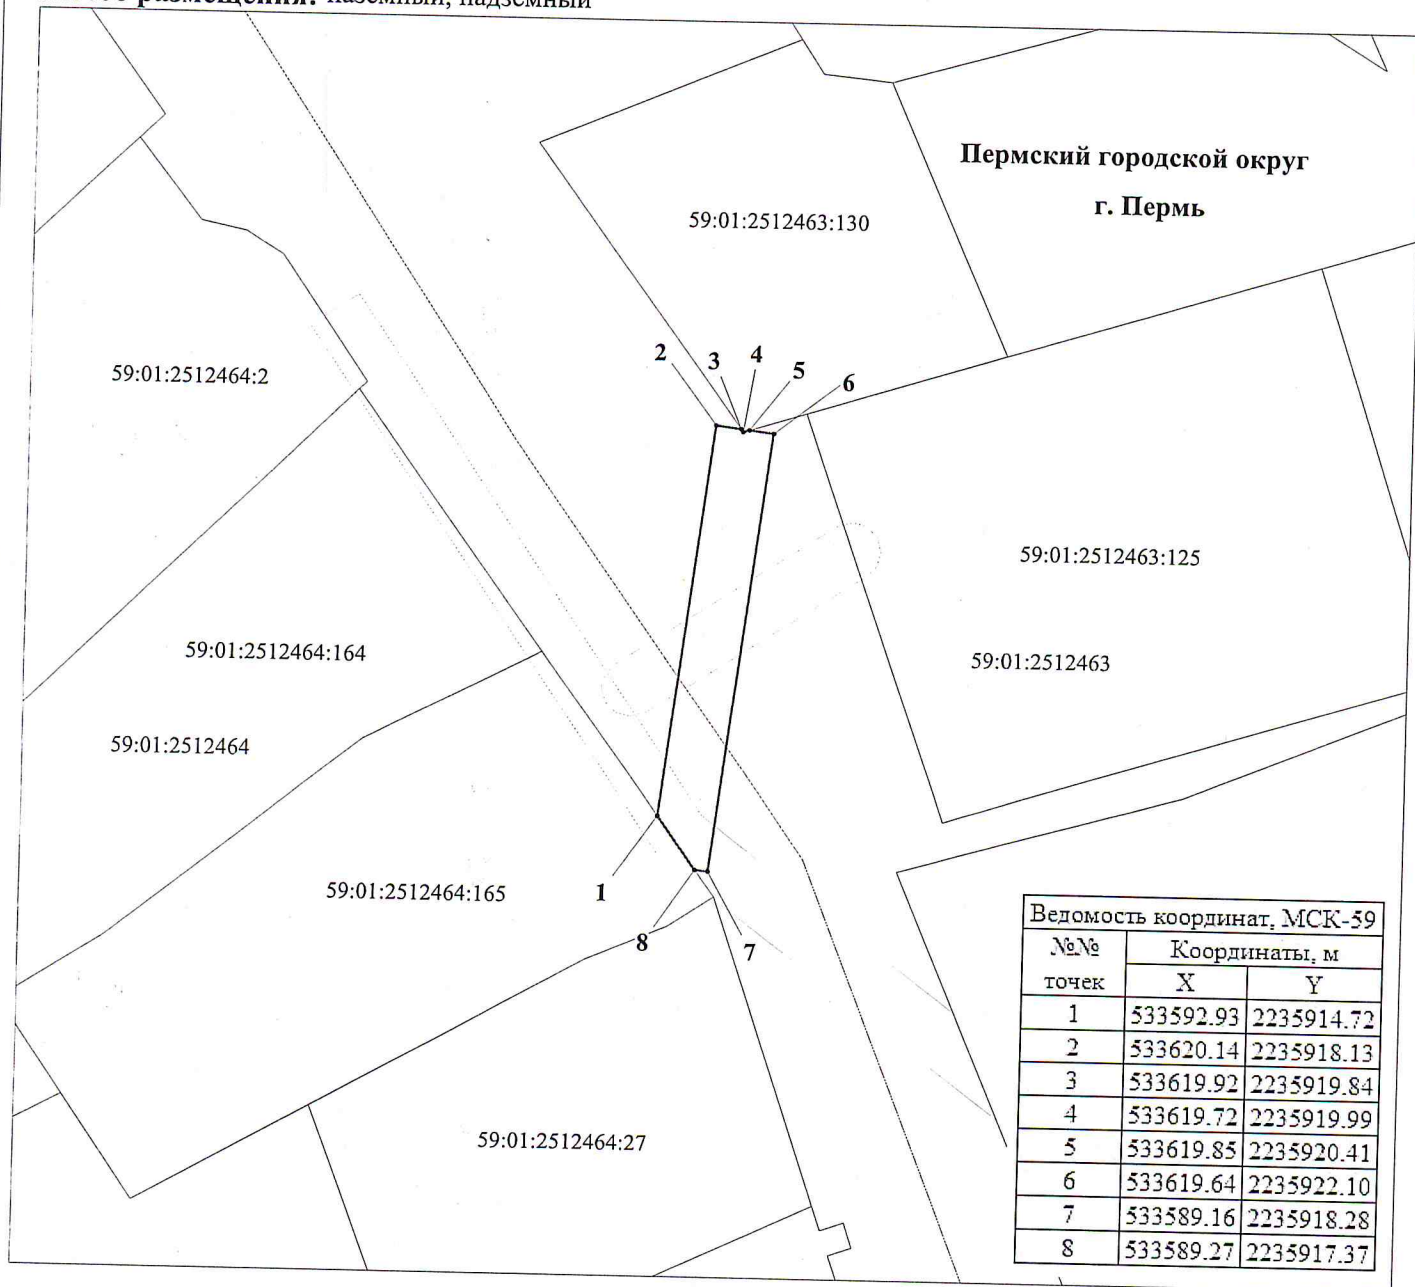 размещения: наземный, надземный
Пермский городской округ
г. Пермь
59:01:2512463:130
59:01:2512464:2
2
3
4
5
6
59:01:2512463:125
59:01:2512464:164
59:01:2512463
59:01:2512464
59:01:2512464:165
1
8
7
59:01:2512464:27
Ведомость координат, МСК-59
№№ точек Координаты, м
X Y
1 533592.93 2235914.72
2 533620.14 2235918.13
3 533619.92 2235919.84
4 533619.72 2235919.99
5 533619.85 2235920.41
6 533619.64 2235922.10
7 533589.16 2235918.28
8 533589.27 2235917.37